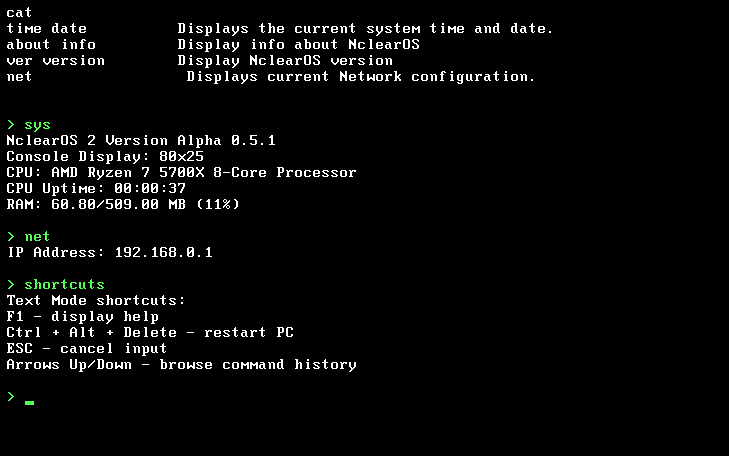 cat
time date          Displays the current system time and date.
about info         Display info about NclearOS
ver version        Display NclearOS version
net                 Displays current Network configuration.
> sys
NclearOS 2 Version Alpha 0.5.1
Console Display: 80x25
CPU: AMD Ryzen 7 5700X 8-Core Processor
CPU Uptime: 00:00:37
RAM: 60.80/509.00 MB (11%)
> net
IP Address: 192.168.0.1
> shortcuts
Text Mode shortcuts:
F1 - display help
Ctrl + Alt + Delete - restart PC
ESC - cancel input
Arrows Up/Down - browse command history
> _